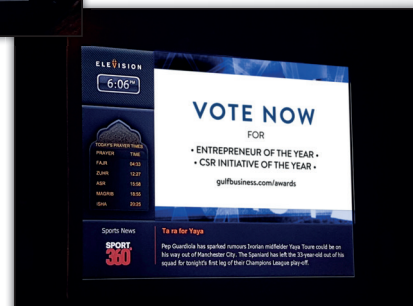 ELEVISION
6:06PM
TODAY'S PRAYER TIMES
PRAYER TIME
FAJR 04:33
ZUHR 12:27
ASR 15:58
MAGRIB 18:55
ISHA 20:25
VOTE NOW
FOR
• ENTREPRENEUR OF THE YEAR •
• CSR INITIATIVE OF THE YEAR •
gulfbusiness.com/awards
Sports News
SPORT
360°
Ta ra for Yaya
Pep Guardiola has sparked rumours Ivorian midfielder Yaya Toure could be on
his way out of Manchester City. The Spaniard has left the 33-year-old out of his
squad for tonight's first leg of their Champions League play-off.